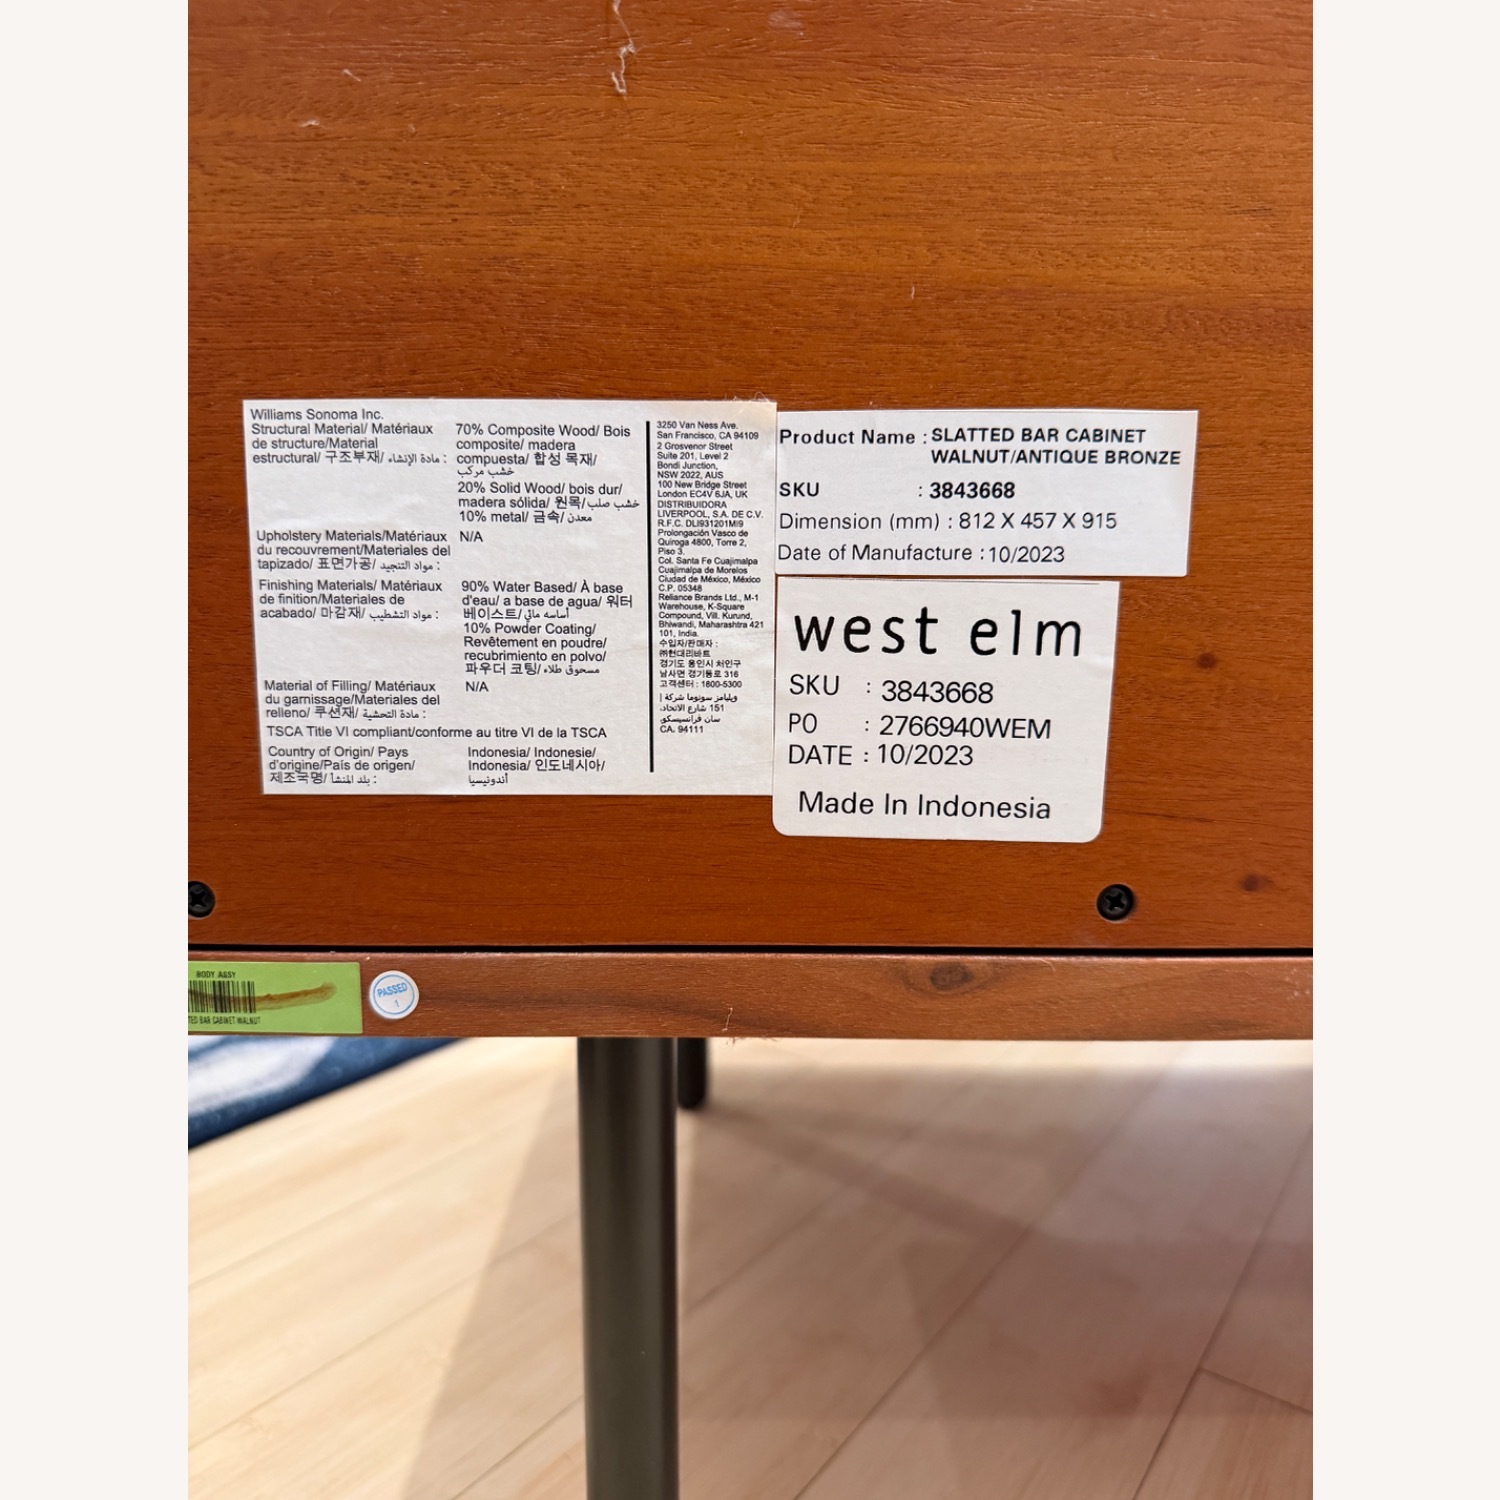 Williams Sonoma Inc.
Structural Material/ Matériaux
de structure/Material
estructural/ 구조부재/ مادة الإنشاء :
70% Composite Wood/ Bois
composite/ madera
compuesta/ 합성 목재/
خشب مركب
20% Solid Wood/ bois dur/
madera sólida/ 원목/ خشب صلب
10% metal/ 금속/ معدن
Upholstery Materials/Matériaux
du recouvrement/Materiales del
tapizado/ 표면가공/ مواد التنجيد :
N/A
Finishing Materials/ Matériaux
de finition/Materiales de
acabado/ 마감재/ مواد التشطيب :
90% Water Based/ À base
d'eau/ a base de agua/ 워터
베이스트/ أساسه مائي
10% Powder Coating/
Revêtement en poudre/
recubrimiento en polvo/
파우더 코팅/ مسحوق طلاء
Material of Filling/ Matériaux
du garnissage/Materiales del
relleno/ 쿠션재/ مادة التحشية :
N/A
TSCA Title VI compliant/conforme au titre VI de la TSCA
Country of Origin/ Pays
d'origine/País de origen/
제조국명/ بلد المنشأ :
Indonesia/ Indonesie/
Indonesia/ 인도네시아/
أندونيسيا
3250 Van Ness Ave.
San Francisco, CA 94109
2 Grosvenor Street
Suite 201, Level 2
Bondi Junction,
NSW 2022, AUS
100 New Bridge Street
London EC4V 6JA, UK
DISTRIBUIDORA
LIVERPOOL, S.A. DE C.V.
R.F.C. DLI931201MI9
Prolongación Vasco de
Quiroga 4800, Torre 2,
Piso 3.
Col. Santa Fe Cuajimalpa
Cuajimalpa de Morelos
Ciudad de México, México
C.P. 05348
Reliance Brands Ltd., M-1
Warehouse, K-Square
Compound, Vill. Kurund,
Bhiwandi, Maharashtra 421
101, India.
수입자/판매자 :
㈜현대리바트
경기도 용인시 처인구
남사면 경기동로 316
고객센터 : 1800-5300
ويليامز سونوما شركة |
151 شارع الاتحاد،
سان فرانسيسكو،
CA. 94111
Product Name : SLATTED BAR CABINET
WALNUT/ANTIQUE BRONZE
SKU : 3843668
Dimension (mm) : 812 X 457 X 915
Date of Manufacture : 10/2023
west elm
SKU : 3843668
PO : 2766940WEM
DATE : 10/2023
Made In Indonesia
BODY ASSY
TED BAR CABINET WALNUT
PASSED
1